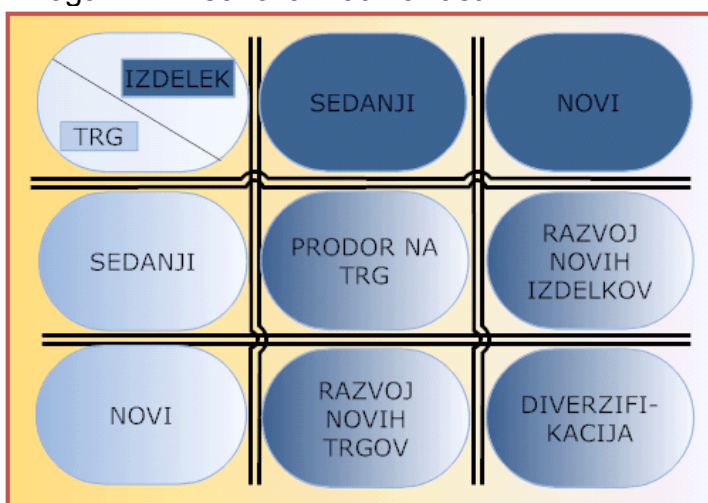 IZDELEK
TRG
SEDANJI
NOVI
SEDANJI
PRODOR NA
TRG
RAZVOJ
NOVIH
IZDELKOV
NOVI
RAZVOJ
NOVIH
TRGOV
DIVERZIFI-
KACIJA